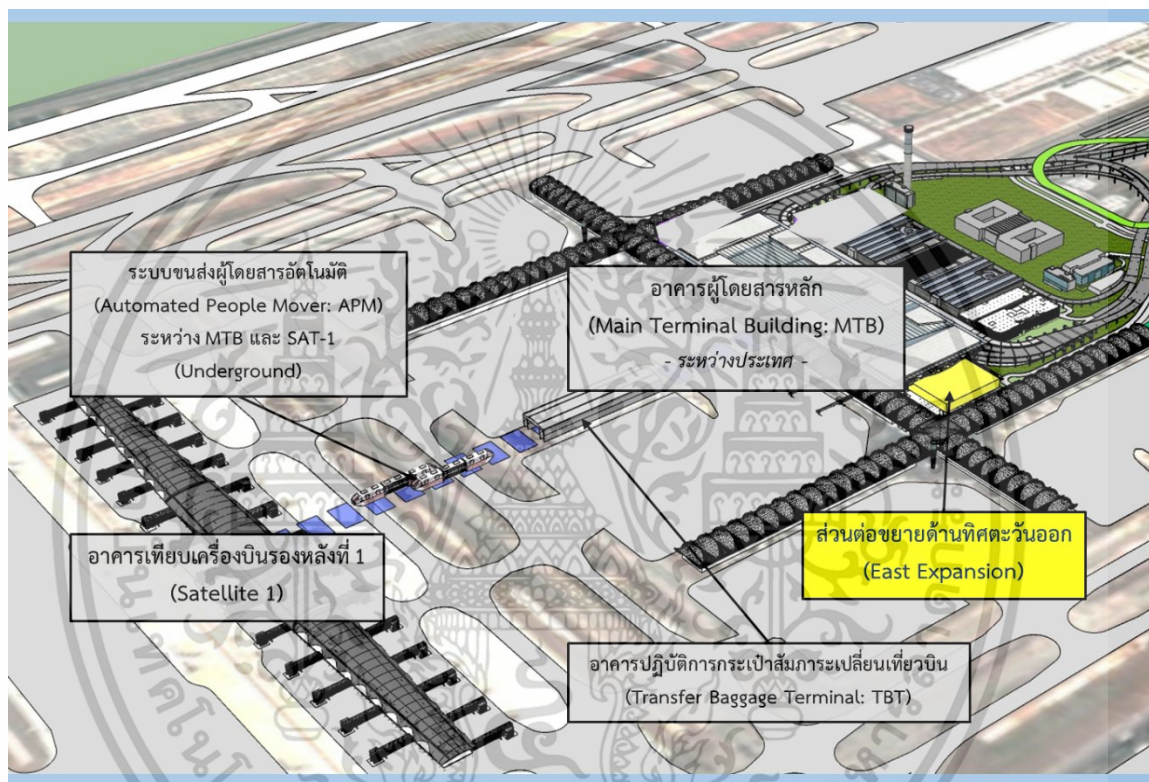 ระบบขนส่งผู้โดยสารอัตโนมัติ
(Automated People Mover: APM)
ระหว่าง MTB และ SAT-1
(Underground)
อาคารผู้โดยสารหลัก
(Main Terminal Building: MTB)
- ระหว่างประเทศ -
อาคารเทียบเครื่องบินรองหลังที่ 1
(Satellite 1)
ส่วนต่อขยายด้านทิศตะวันออก
(East Expansion)
อาคารปฏิบัติการกระเป๋าสัมภาระเปลี่ยนเที่ยวบิน
(Transfer Baggage Terminal: TBT)